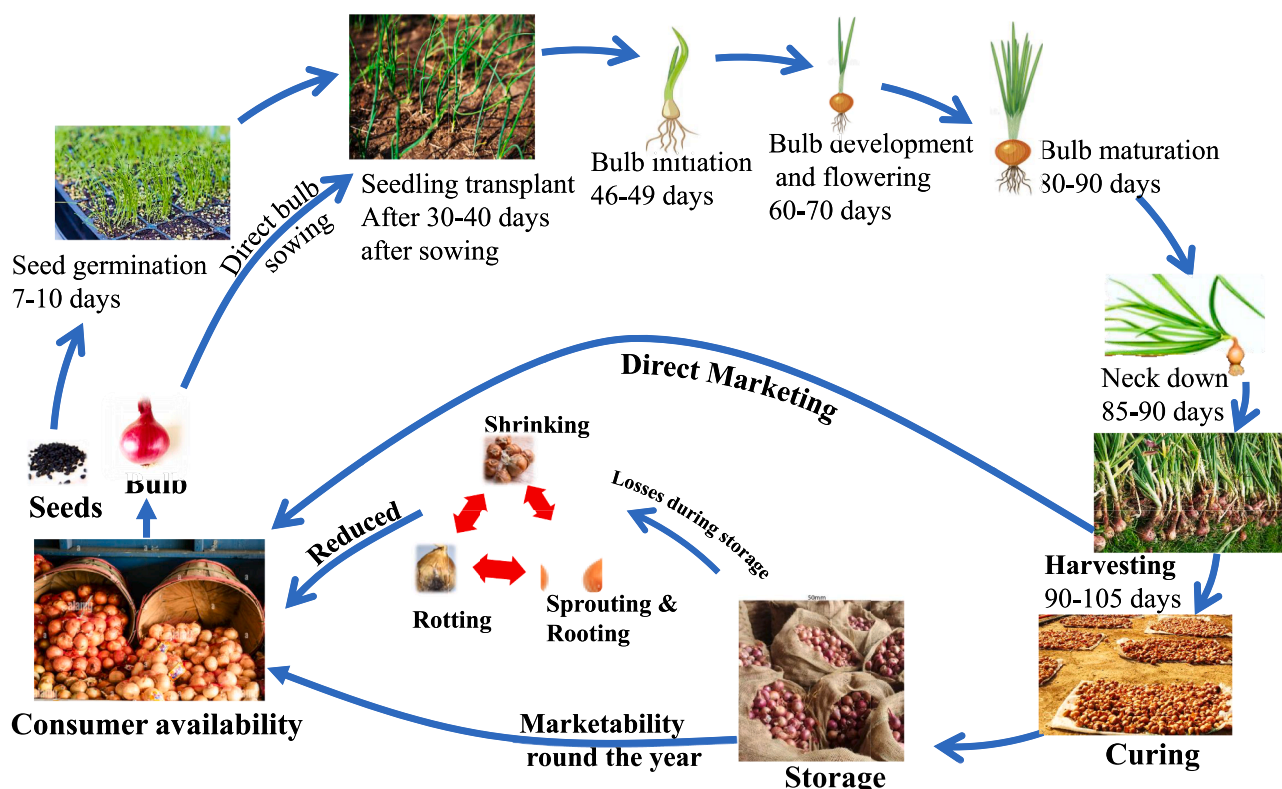 Seed germination
7-10 days
Direct bulb
sowing
Seedling transplant
After 30-40 days
after sowing
Bulb initiation
46-49 days
Bulb development
and flowering
60-70 days
Bulb maturation
80-90 days
Neck down
85-90 days
Harvesting
90-105 days
Curing
50mm
Storage
Marketability
round the year
Direct Marketing
Losses during storage
Shrinking
Rotting
Sprouting &
Rooting
Reduced
Seeds
Bulb
alamy
Consumer availability